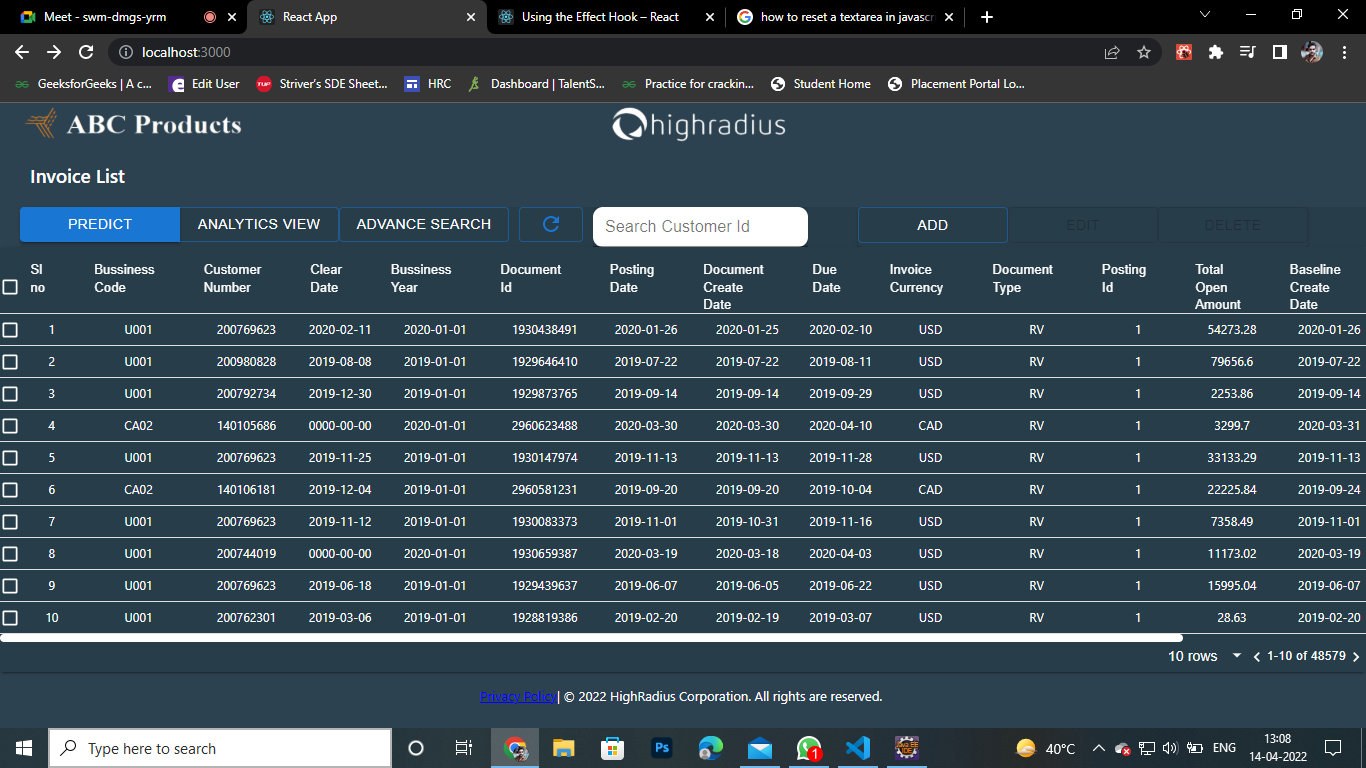 Meet - swm-dmgs-yrm
React App
Using the Effect Hook – React
how to reset a textarea in javascri
localhost:3000
GeeksforGeeks | A c...
Edit User
Striver's SDE Sheet...
HRC
Dashboard | TalentS...
Practice for crackin...
Student Home
Placement Portal Lo...
ABC Products
highradius
Invoice List
PREDICT ANALYTICS VIEW ADVANCE SEARCH Search Customer Id ADD EDIT DELETE
Sl no
Bussiness Code
Customer Number
Clear Date
Bussiness Year
Document Id
Posting Date
Document Create Date
Due Date
Invoice Currency
Document Type
Posting Id
Total Open Amount
Baseline Create Date
1 U001 200769623 2020-02-11 2020-01-01 1930438491 2020-01-26 2020-01-25 2020-02-10 USD RV 1 54273.28 2020-01-26
2 U001 200980828 2019-08-08 2019-01-01 1929646410 2019-07-22 2019-07-22 2019-08-11 USD RV 1 79656.6 2019-07-22
3 U001 200792734 2019-12-30 2019-01-01 1929873765 2019-09-14 2019-09-14 2019-09-29 USD RV 1 2253.86 2019-09-14
4 CA02 140105686 0000-00-00 2020-01-01 2960623488 2020-03-30 2020-03-30 2020-04-10 CAD RV 1 3299.7 2020-03-31
5 U001 200769623 2019-11-25 2019-01-01 1930147974 2019-11-13 2019-11-13 2019-11-28 USD RV 1 33133.29 2019-11-13
6 CA02 140106181 2019-12-04 2019-01-01 2960581231 2019-09-20 2019-09-20 2019-10-04 CAD RV 1 22225.84 2019-09-24
7 U001 200769623 2019-11-12 2019-01-01 1930083373 2019-11-01 2019-10-31 2019-11-16 USD RV 1 7358.49 2019-11-01
8 U001 200744019 0000-00-00 2020-01-01 1930659387 2020-03-19 2020-03-18 2020-04-03 USD RV 1 11173.02 2020-03-19
9 U001 200769623 2019-06-18 2019-01-01 1929439637 2019-06-07 2019-06-05 2019-06-22 USD RV 1 15995.04 2019-06-07
10 U001 200762301 2019-03-06 2019-01-01 1928819386 2019-02-20 2019-02-19 2019-03-07 USD RV 1 28.63 2019-02-20
10 rows 1-10 of 48579
Privacy Policy| © 2022 HighRadius Corporation. All rights are reserved.
Type here to search
Ps
1
40°C
ENG
13:08
14-04-2022